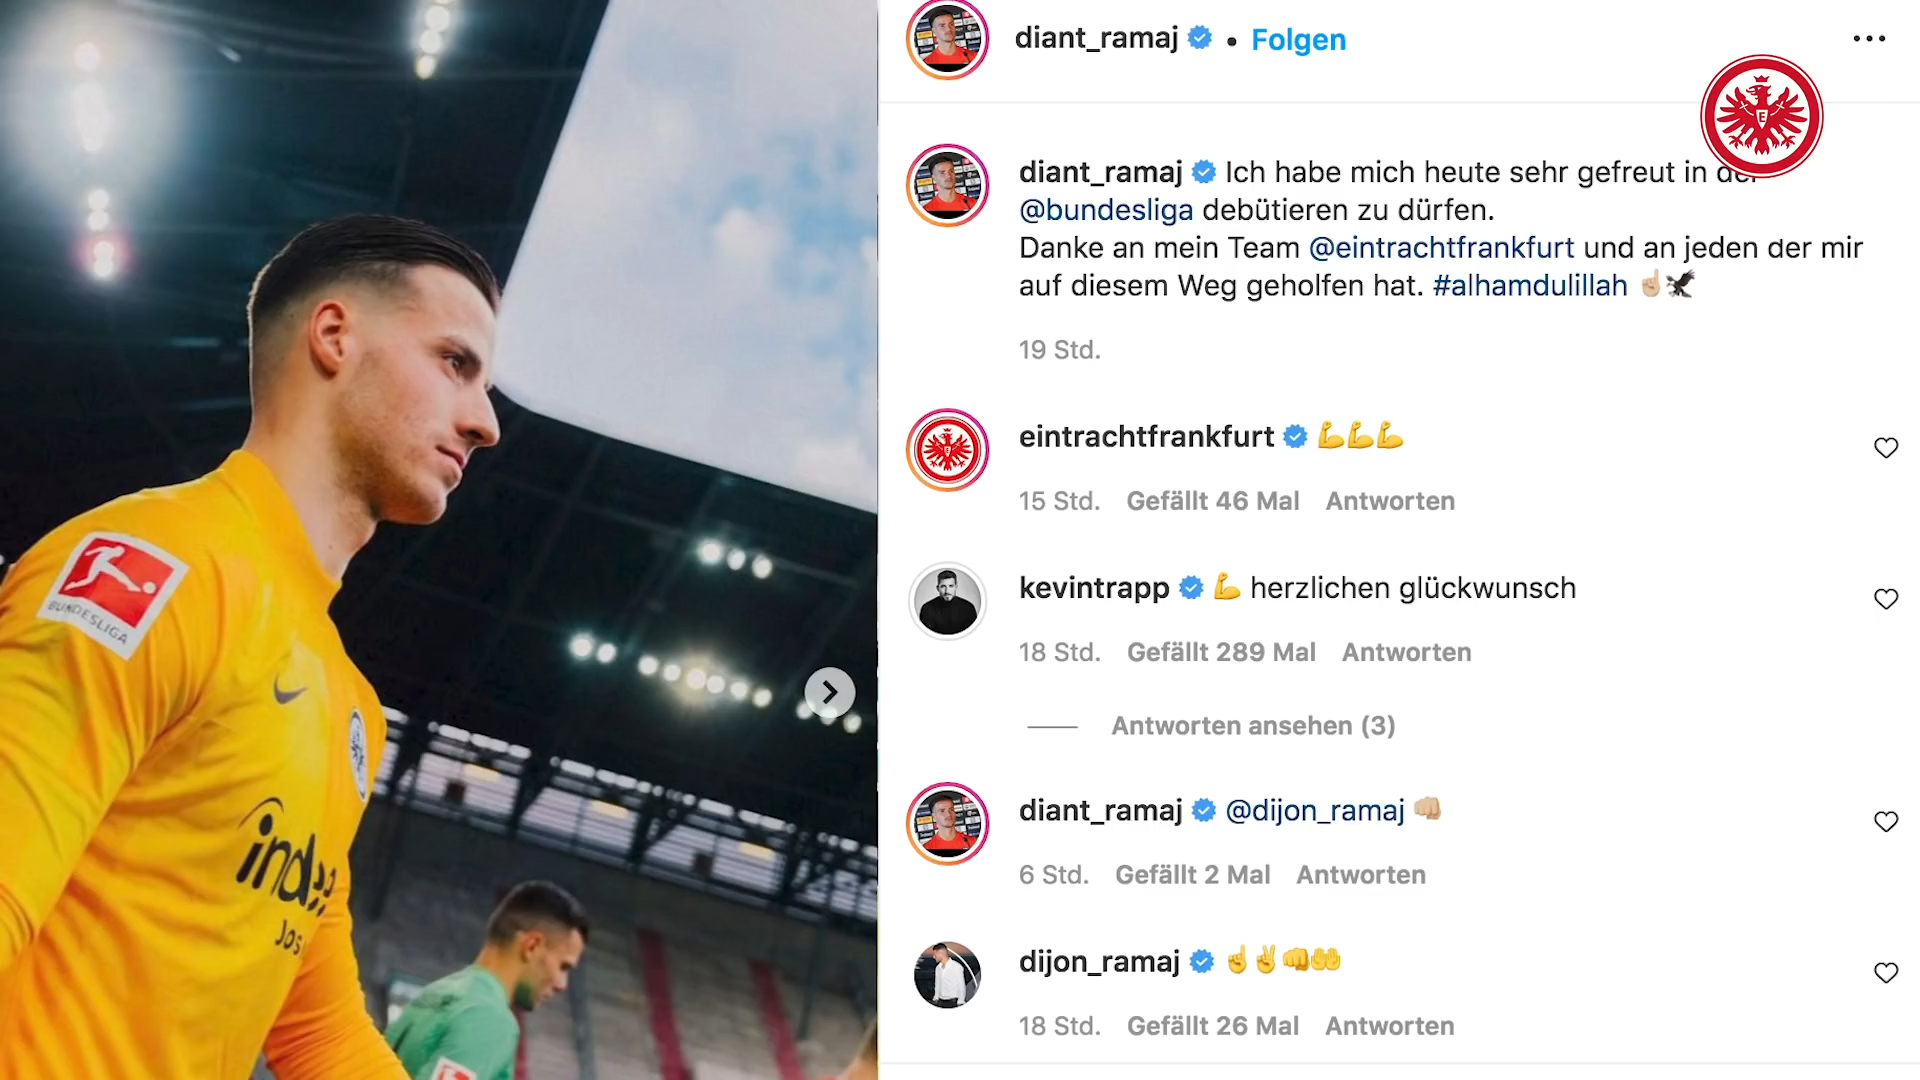 diant_ramaj • Folgen
diant_ramaj Ich habe mich heute sehr gefreut in der
@bundesliga debütieren zu dürfen.
Danke an mein Team @eintrachtfrankfurt und an jeden der mir
auf diesem Weg geholfen hat. #alhamdulillah ☝🏼🦅
19 Std.
eintrachtfrankfurt 💪💪💪
15 Std. Gefällt 46 Mal Antworten
kevintrapp 💪 herzlichen glückwunsch
18 Std. Gefällt 289 Mal Antworten
Antworten ansehen (3)
diant_ramaj @dijon_ramaj 👊🏼
6 Std. Gefällt 2 Mal Antworten
dijon_ramaj ☝️✌️👊🤲
18 Std. Gefällt 26 Mal Antworten
BUNDESLIGA
E